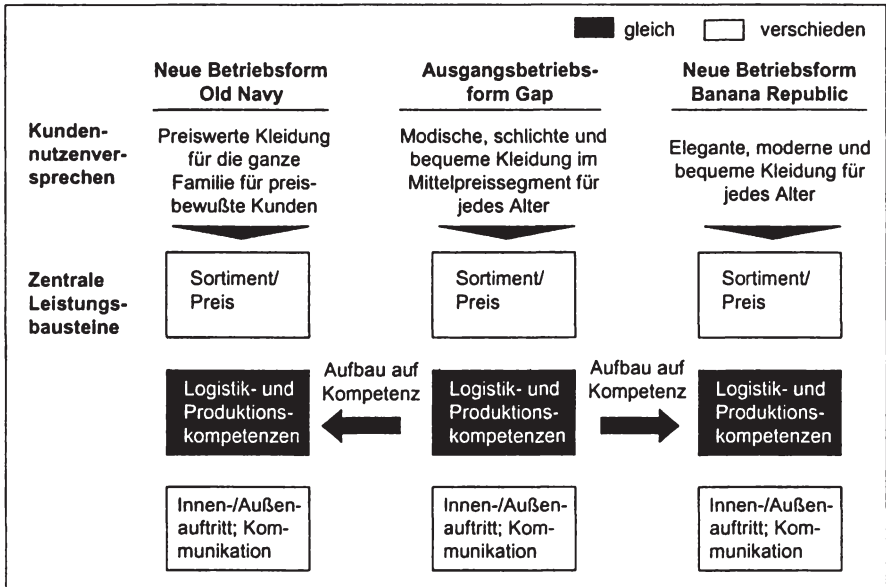 gleich
verschieden
Neue Betriebsform
Old Navy
Ausgangsbetriebs-
form Gap
Neue Betriebsform
Banana Republic
Kunden-
nutzenver-
sprechen
Preiswerte Kleidung
für die ganze
Familie für preis-
bewußte Kunden
Modische, schlichte und
bequeme Kleidung im
Mittelpreissegment für
jedes Alter
Elegante, moderne und
bequeme Kleidung für
jedes Alter
Zentrale
Leistungs-
bausteine
Sortiment/
Preis
Sortiment/
Preis
Sortiment/
Preis
Logistik- und
Produktions-
kompetenzen
Aufbau auf
Kompetenz
Logistik- und
Produktions-
kompetenzen
Aufbau auf
Kompetenz
Logistik- und
Produktions-
kompetenzen
Innen-/Außen-
auftritt; Kom-
munikation
Innen-/Außen-
auftritt; Kom-
munikation
Innen-/Außen-
auftritt; Kom-
munikation